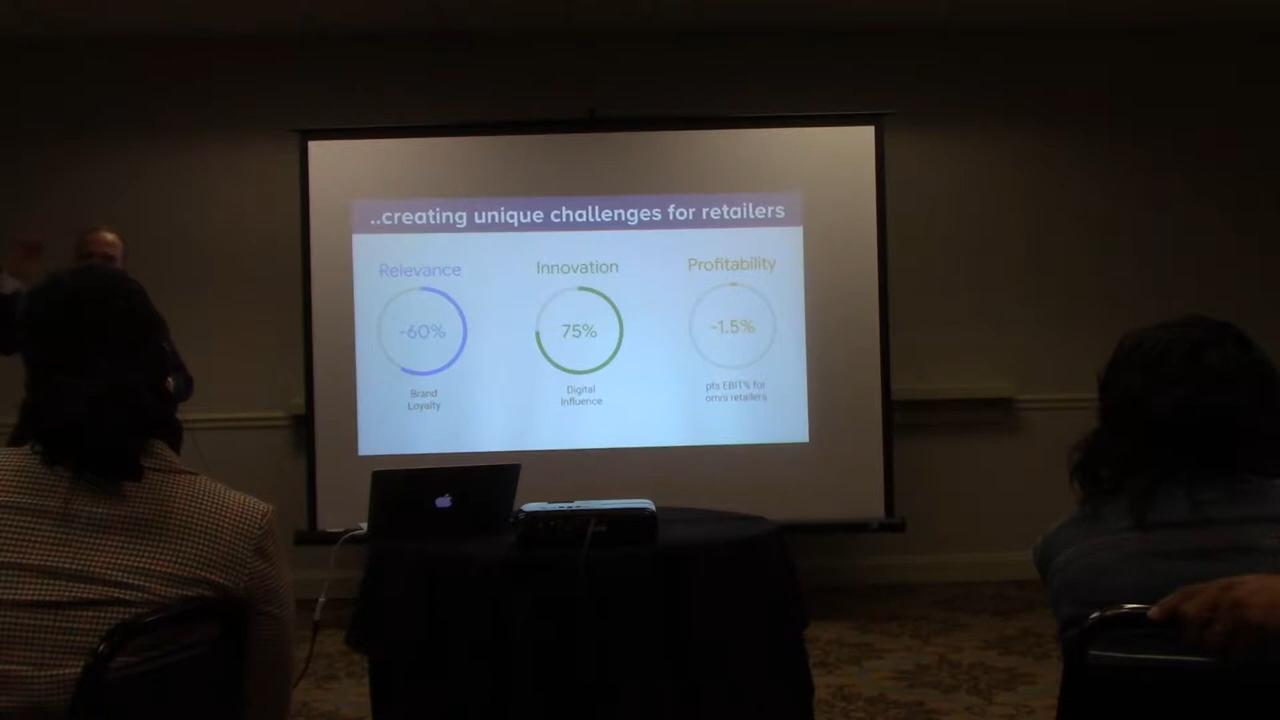 ..creating unique challenges for retailers
Relevance
Innovation
Profitability
-60%
75%
-1.5%
Brand
Loyalty
Digital
Influence
pts EBIT% for
omni retailers